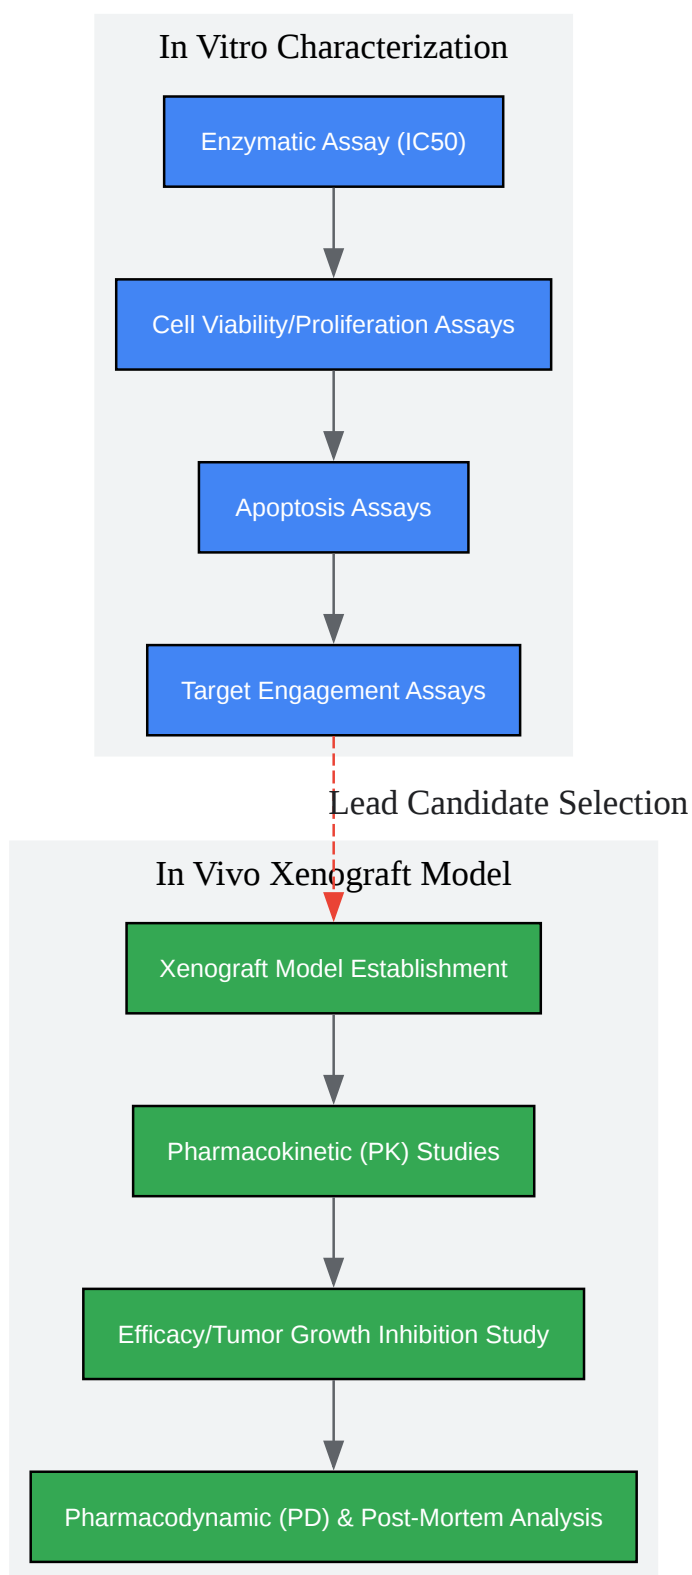 In Vitro Characterization
Enzymatic Assay (IC50)
Cell Viability/Proliferation Assays
Apoptosis Assays
Target Engagement Assays
Lead Candidate Selection
In Vivo Xenograft Model
Xenograft Model Establishment
Pharmacokinetic (PK) Studies
Efficacy/Tumor Growth Inhibition Study
Pharmacodynamic (PD) & Post-Mortem Analysis